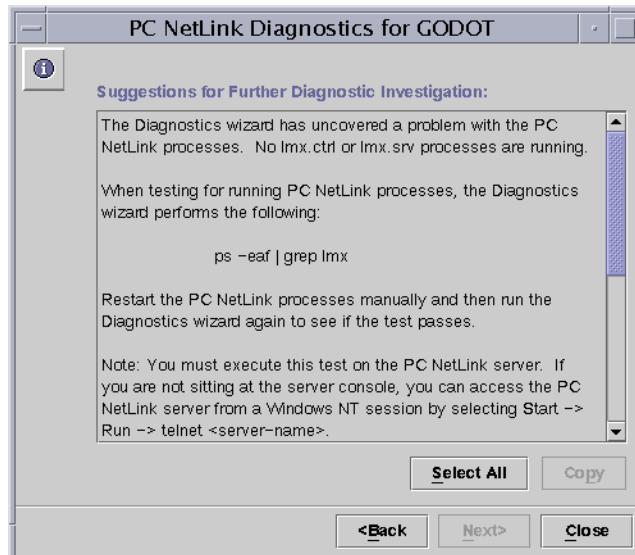 PC NetLink Diagnostics for GODOT
Suggestions for Further Diagnostic Investigation:
The Diagnostics wizard has uncovered a problem with the PC
NetLink processes.  No lmx.ctrl or lmx.srv processes are running.
When testing for running PC NetLink processes, the Diagnostics
wizard performs the following:
ps -eaf | grep lmx
Restart the PC NetLink processes manually and then run the
Diagnostics wizard again to see if the test passes.
Note: You must execute this test on the PC NetLink server.  If
you are not sitting at the server console, you can access the PC
NetLink server from a Windows NT session by selecting Start ->
Run -> telnet <server-name>.
Select All
Copy
<Back
Next>
Close